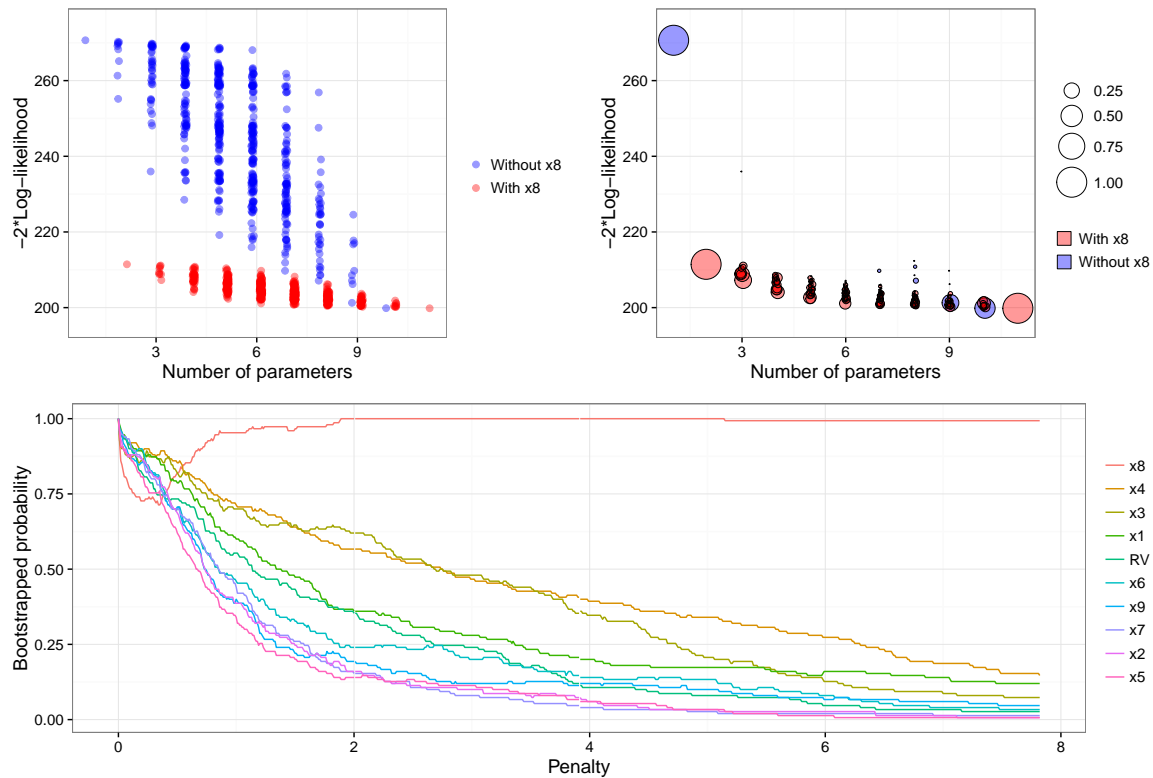 −2*Log−likelihood
260
240
220
200
3
6
9
Number of parameters
Without x8
With x8
−2*Log−likelihood
260
240
220
200
3
6
9
Number of parameters
0.25
0.50
0.75
1.00
With x8
Without x8
Bootstrapped probability
1.00
0.75
0.50
0.25
0.00
0
2
4
6
8
Penalty
x8
x4
x3
x1
RV
x6
x9
x7
x2
x5